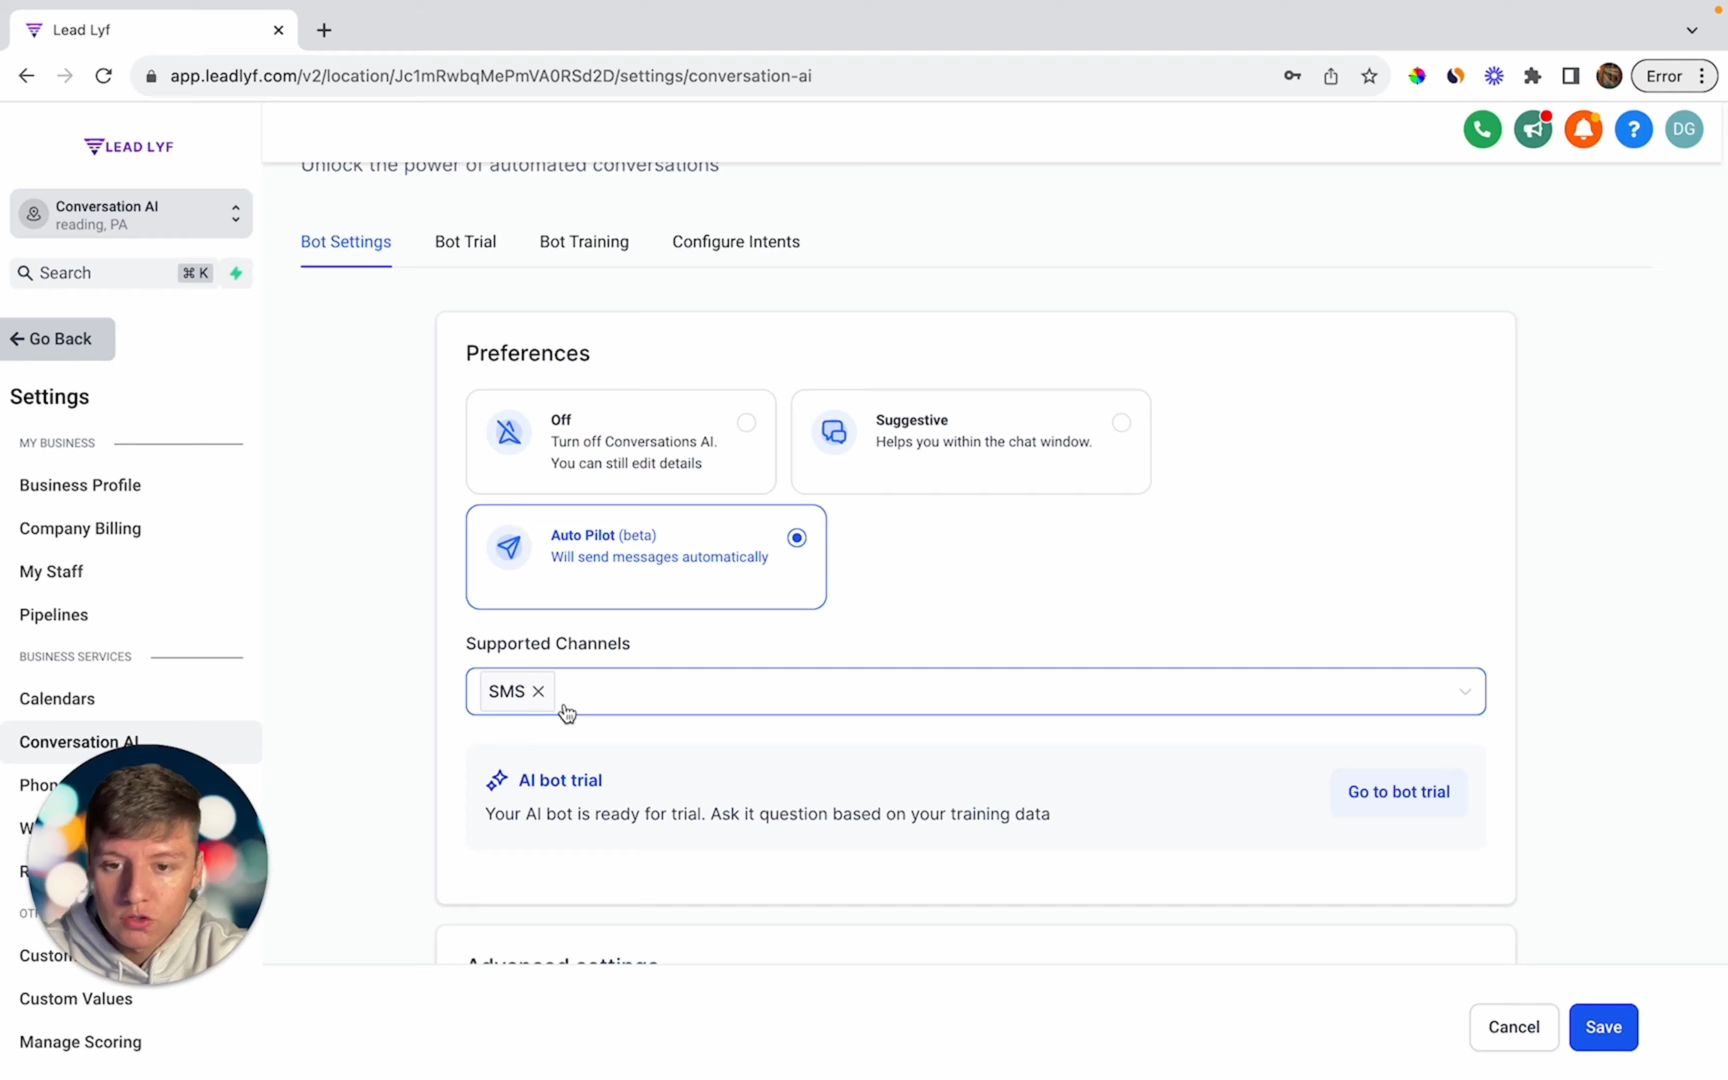 Lead Lyf
app.leadlyf.com/v2/location/Jc1mRwbqMePmVA0RSd2D/settings/conversation-ai
Error
LEAD LYF
DG
Conversation AI
reading, PA
Search
⌘ K
Go Back
Settings
MY BUSINESS
Business Profile
Company Billing
My Staff
Pipelines
BUSINESS SERVICES
Calendars
Conversation AI
Custom Values
Manage Scoring
Unlock the power of automated conversations
Bot Settings
Bot Trial
Bot Training
Configure Intents
Preferences
Off
Turn off Conversations AI.
You can still edit details
Suggestive
Helps you within the chat window.
Auto Pilot (beta)
Will send messages automatically
Supported Channels
SMS
AI bot trial
Your AI bot is ready for trial. Ask it question based on your training data
Go to bot trial
Advanced settings
Cancel
Save